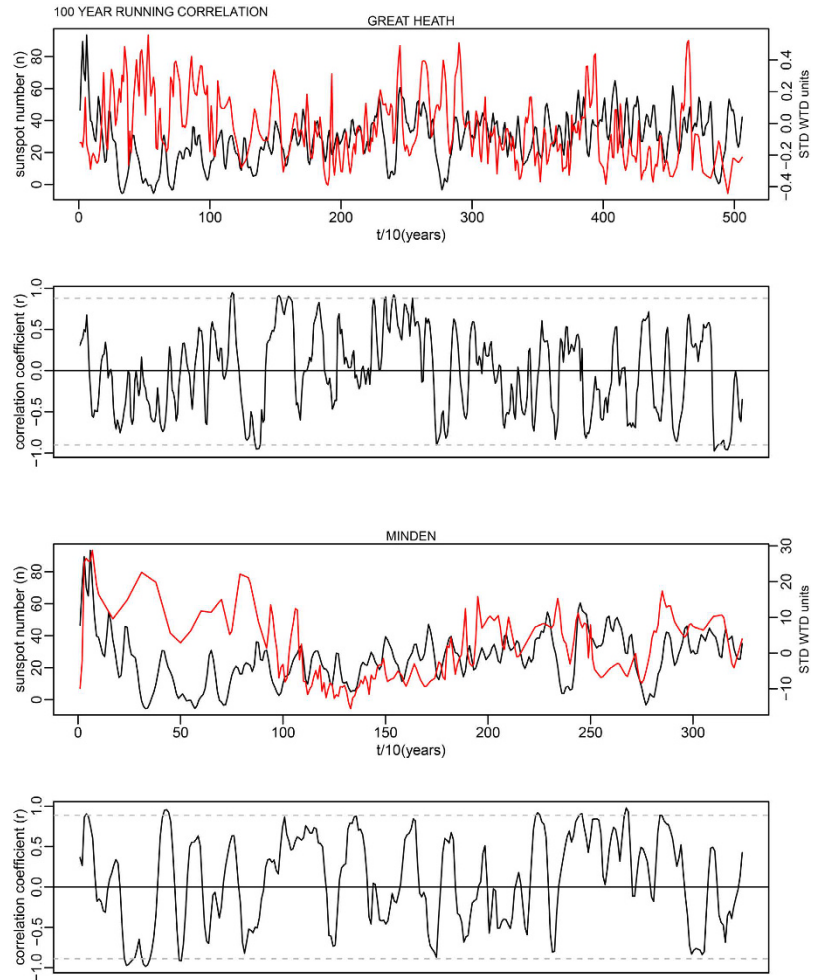 100 YEAR RUNNING CORRELATION
GREAT HEATH
sunspot number (n)
0 20 40 60 80
STD WTD units
−0.4 −0.2 0.0 0.2 0.4
0 100 200 300 400 500
t/10(years)
correlation coefficient (r)
−1.0 −0.5 0.0 0.5 1.0
MINDEN
sunspot number (n)
0 20 40 60 80
STD WTD units
−10 0 10 20 30
0 50 100 150 200 250 300
t/10(years)
correlation coefficient (r)
−1.0 −0.5 0.0 0.5 1.0